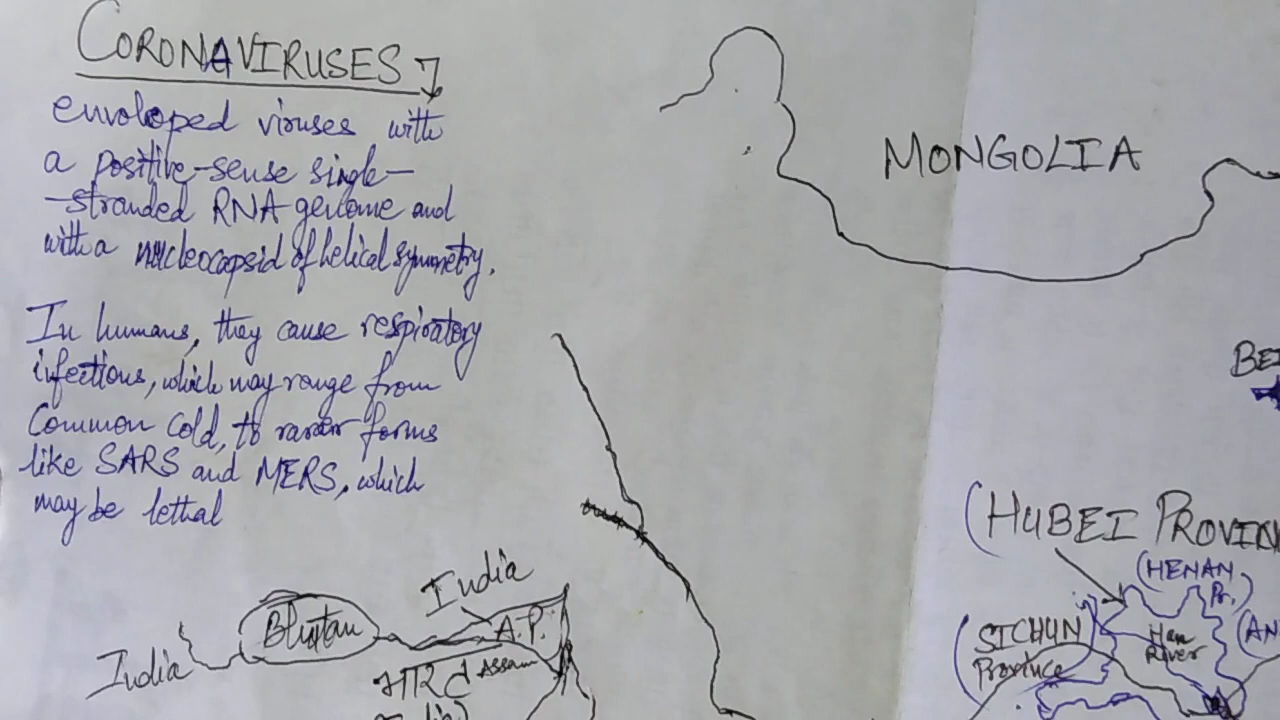 CORONAVIRUSES
enveloped viruses with
a positive-sense single-
-stranded RNA genome and
with a nucleocapsid of helical symmetry.
In humans, they cause respiratory
infections, which may range from
Common Cold, to rarer forms
like SARS and MERS, which
may be lethal
MONGOLIA
BEI
(HUBEI PROVIN
(HENAN
Pr.)
(SICHUN
Province
Han
River
(AN
India
Bhutan
India
A.P.
Assam